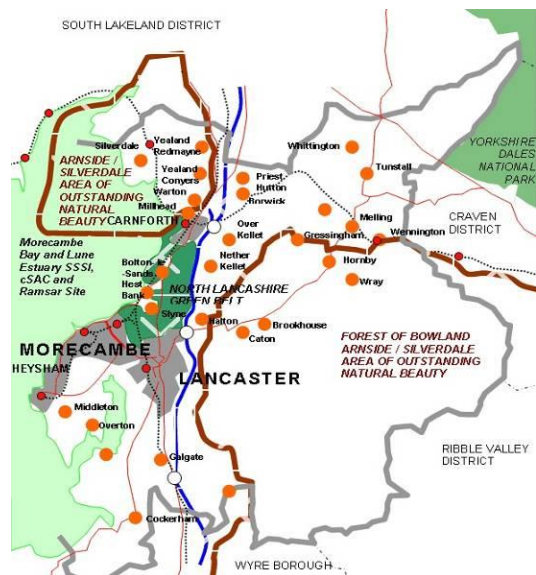 SOUTH LAKELAND DISTRICT
Silverdale
Yealand
Redmayne
Whittington
YORKSHIRE
DALES
NATIONAL
PARK
ARNSIDE /
SILVERDALE
AREA OF
OUTSTANDING
NATURAL
BEAUTY
Yealand
Conyers
Priest
Hutton
Tunstall
Warton
Borwick
Millhead
CARNFORTH
Over
Kellet
Melling
CRAVEN
DISTRICT
Gressingham
Wennington
Morecambe
Bay and Lune
Estuary SSSI,
cSAC and
Ramsar Site
Bolton-le
-Sands
Nether
Kellet
Hornby
Hest
Bank
NORTH LANCASHIRE
GREEN BELT
Wray
Slyne
Halton
Brookhouse
Caton
FOREST OF BOWLAND
ARNSIDE / SILVERDALE
AREA OF OUTSTANDING
NATURAL BEAUTY
MORECAMBE
HEYSHAM
LANCASTER
Middleton
Overton
RIBBLE VALLEY
DISTRICT
Galgate
Cockerham
WYRE BOROUGH